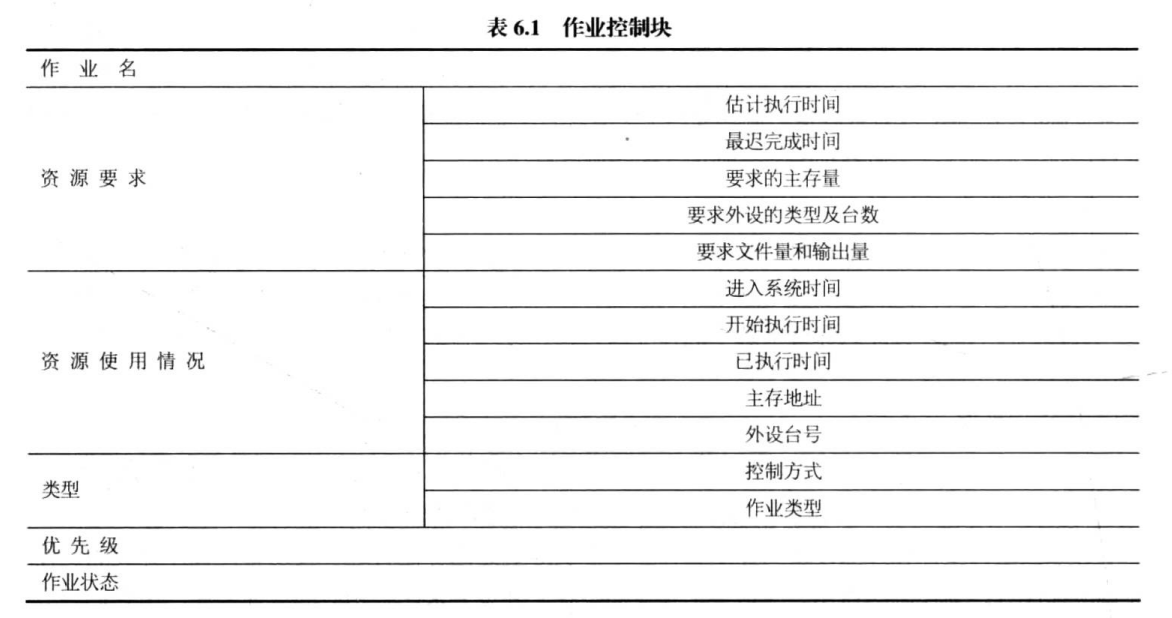 表 6.1 作业控制块
作 业 名
资 源 要 求
估计执行时间
最迟完成时间
要求的主存量
要求外设的类型及台数
要求文件量和输出量
资 源 使 用 情 况
进入系统时间
开始执行时间
已执行时间
主存地址
外设台号
类型
控制方式
作业类型
优 先 级
作业状态